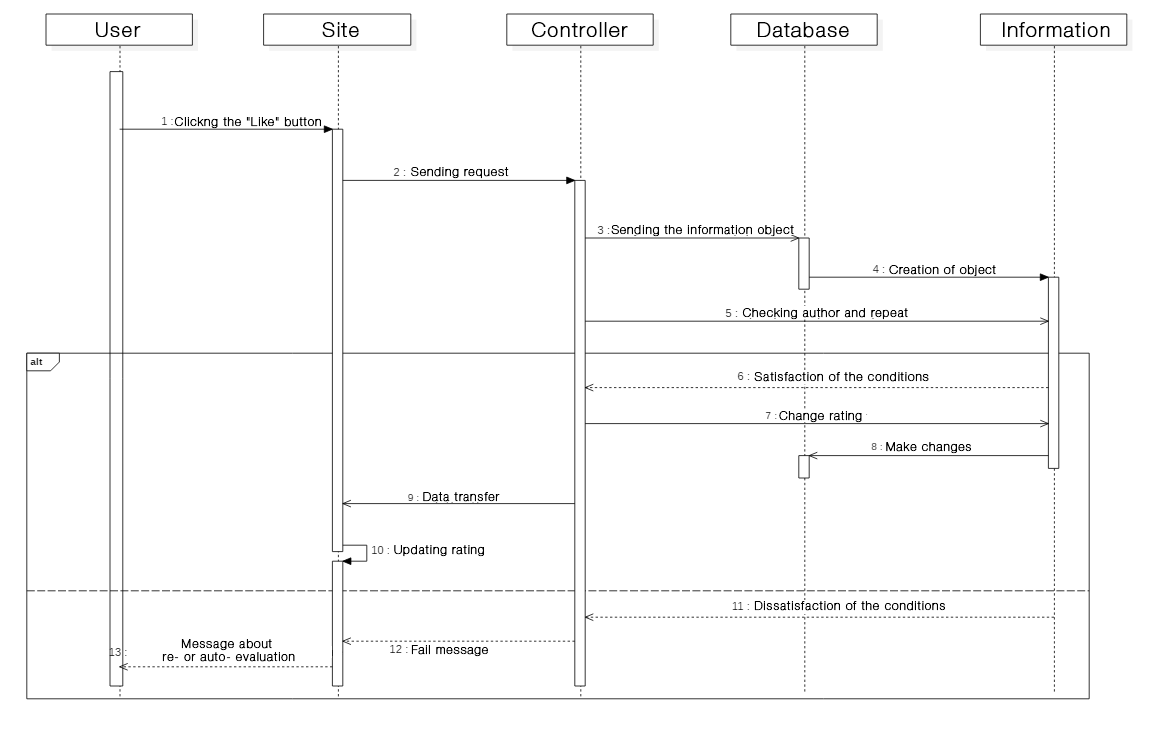 User
Site
Controller
Database
Information
1 :Clickng the "Like" button
2 : Sending request
3 :Sending the information object
4 : Creation of object
5 : Checking author and repeat
alt
6 : Satisfaction of the conditions
7 :Change rating
8 : Make changes
9 : Data transfer
10 : Updating rating
11 : Dissatisfaction of the conditions
12 : Fail message
13 : Message about
re- or auto- evaluation